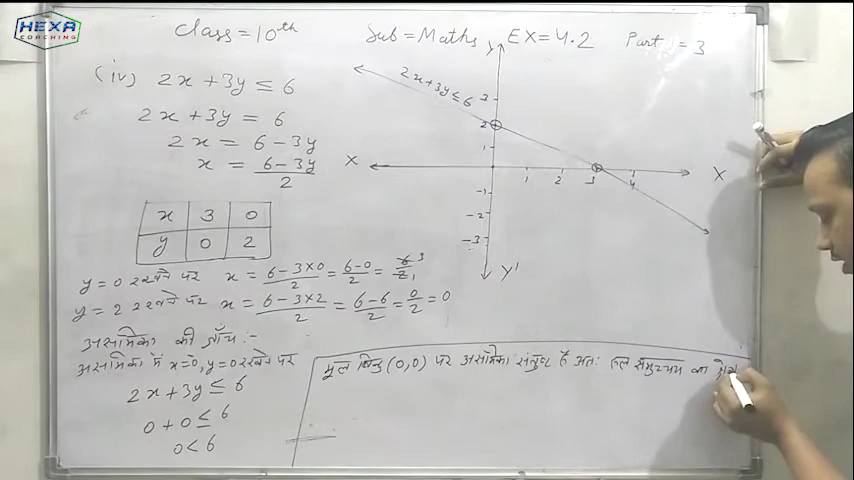 HEXA
COACHING
Class = 10th Sub = Maths EX = 4.2 Part = 3
(iv) 2x + 3y ≤ 6
2x + 3y = 6
2x = 6 - 3y
x = 6 - 3y / 2
x 3 0
y 0 2
y = 0 रखने पर x = 6 - 3×0 / 2 = 6 - 0 / 2 = 6 / 2 3 1
y = 2 रखने पर x = 6 - 3×2 / 2 = 6 - 6 / 2 = 0 / 2 = 0
असमिका की जाँच :-
असमिका में x=0, y=0 रखने पर
2x + 3y ≤ 6
0 + 0 ≤ 6
0 < 6
Y
2x + 3y ≤ 6
3
2
1
X X
1 2 3 4
-1
-2
-3
Y'
मूल बिन्दु (0,0) पर असमिका संतुष्ट है अतः हल समुच्चय का